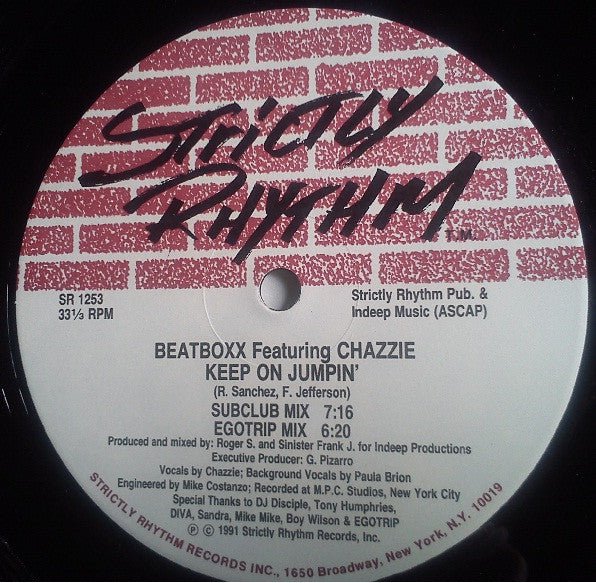 STRICTLY
RHYTHM
T.M.
SR 1253
33⅓ RPM
Strictly Rhythm Pub. &
Indeep Music (ASCAP)
BEATBOXX Featuring CHAZZIE
KEEP ON JUMPIN'
(R. Sanchez, F. Jefferson)
SUBCLUB MIX 7:16
EGOTRIP MIX 6:20
Produced and mixed by: Roger S. and Sinister Frank J. for Indeep Productions
Executive Producer: G. Pizarro
Vocals by Chazzie; Background Vocals by Paula Brion
Engineered by Mike Costanzo; Recorded at M.P.C. Studios, New York City
Special Thanks to DJ Disciple, Tony Humphries,
DIVA, Sandra, Mike Mike, Boy Wilson & EGOTRIP
℗ © 1991 Strictly Rhythm Records, Inc.
STRICTLY RHYTHM RECORDS INC., 1650 Broadway, New York, N.Y. 10019